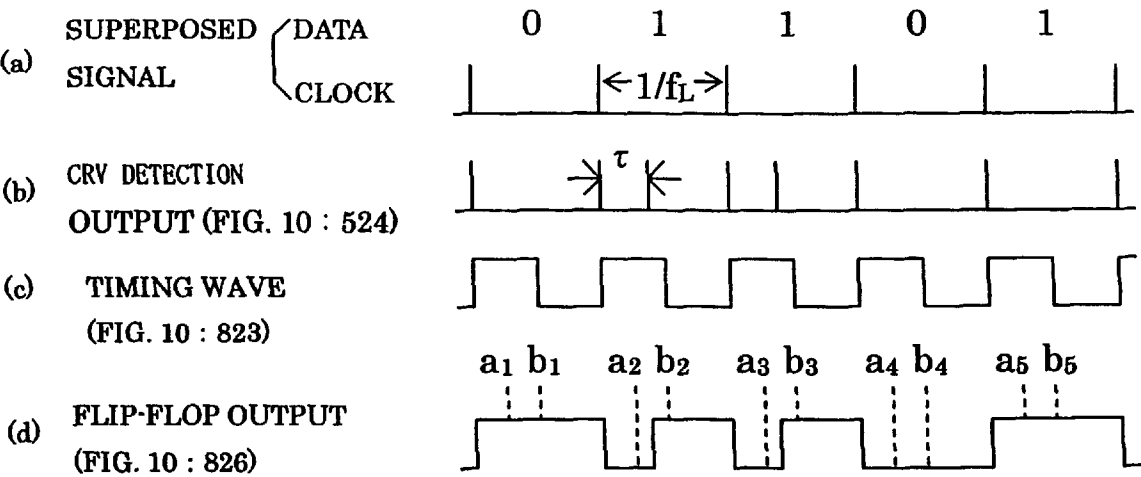 (a) SUPERPOSED DATA 0 1 1 0 1
SIGNAL CLOCK 1/fL
(b) CRV DETECTION τ
OUTPUT (FIG. 10 : 524)
(c) TIMING WAVE
(FIG. 10 : 823)
a1 b1 a2 b2 a3 b3 a4 b4 a5 b5
(d) FLIP-FLOP OUTPUT
(FIG. 10 : 826)